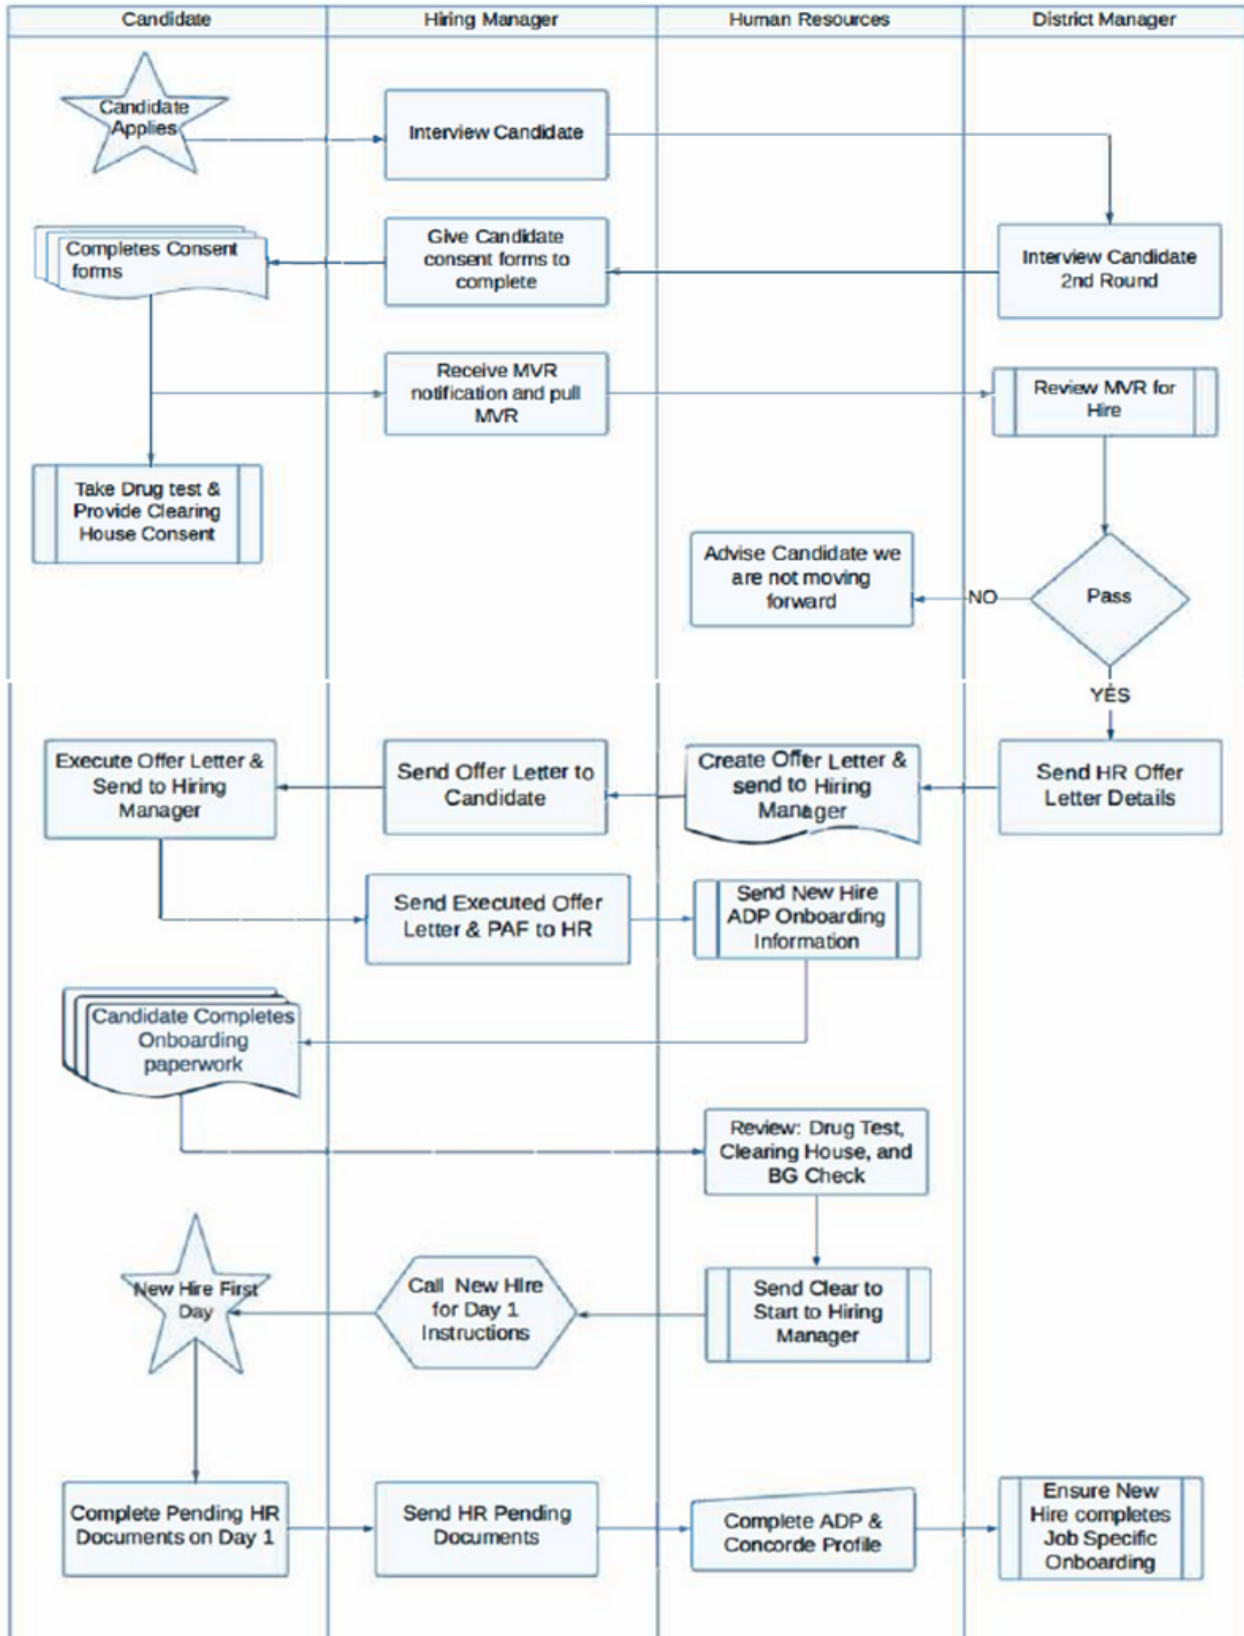 Candidate
Hiring Manager
Human Resources
District Manager
Candidate
Applies
Interview Candidate
Completes Consent
forms
Give Candidate
consent forms to
complete
Interview Candidate
2nd Round
Receive MVR
notification and pull
MVR
Review MVR for
Hire
Take Drug test &
Provide Clearing
House Consent
Advise Candidate we
are not moving
forward
NO
Pass
YES
Execute Offer Letter &
Send to Hiring
Manager
Send Offer Letter to
Candidate
Create Offer Letter &
send to Hiring
Manager
Send HR Offer
Letter Details
Send Executed Offer
Letter & PAF to HR
Send New Hire
ADP Onboarding
Information
Candidate Completes
Onboarding
paperwork
Review: Drug Test,
Clearing House, and
BG Check
New Hire First
Day
Call New HIre
for Day 1
Instructions
Send Clear to
Start to Hiring
Manager
Complete Pending HR
Documents on Day 1
Send HR Pending
Documents
Complete ADP &
Concorde Profile
Ensure New
Hire completes
Job Specific
Onboarding